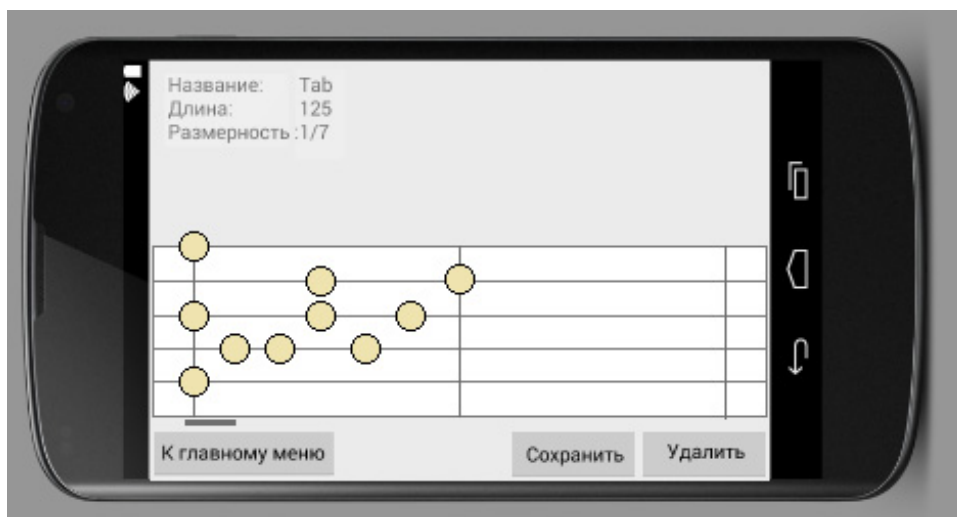 Название: Tab
Длина: 125
Размерность :1/7
К главному меню
Сохранить
Удалить